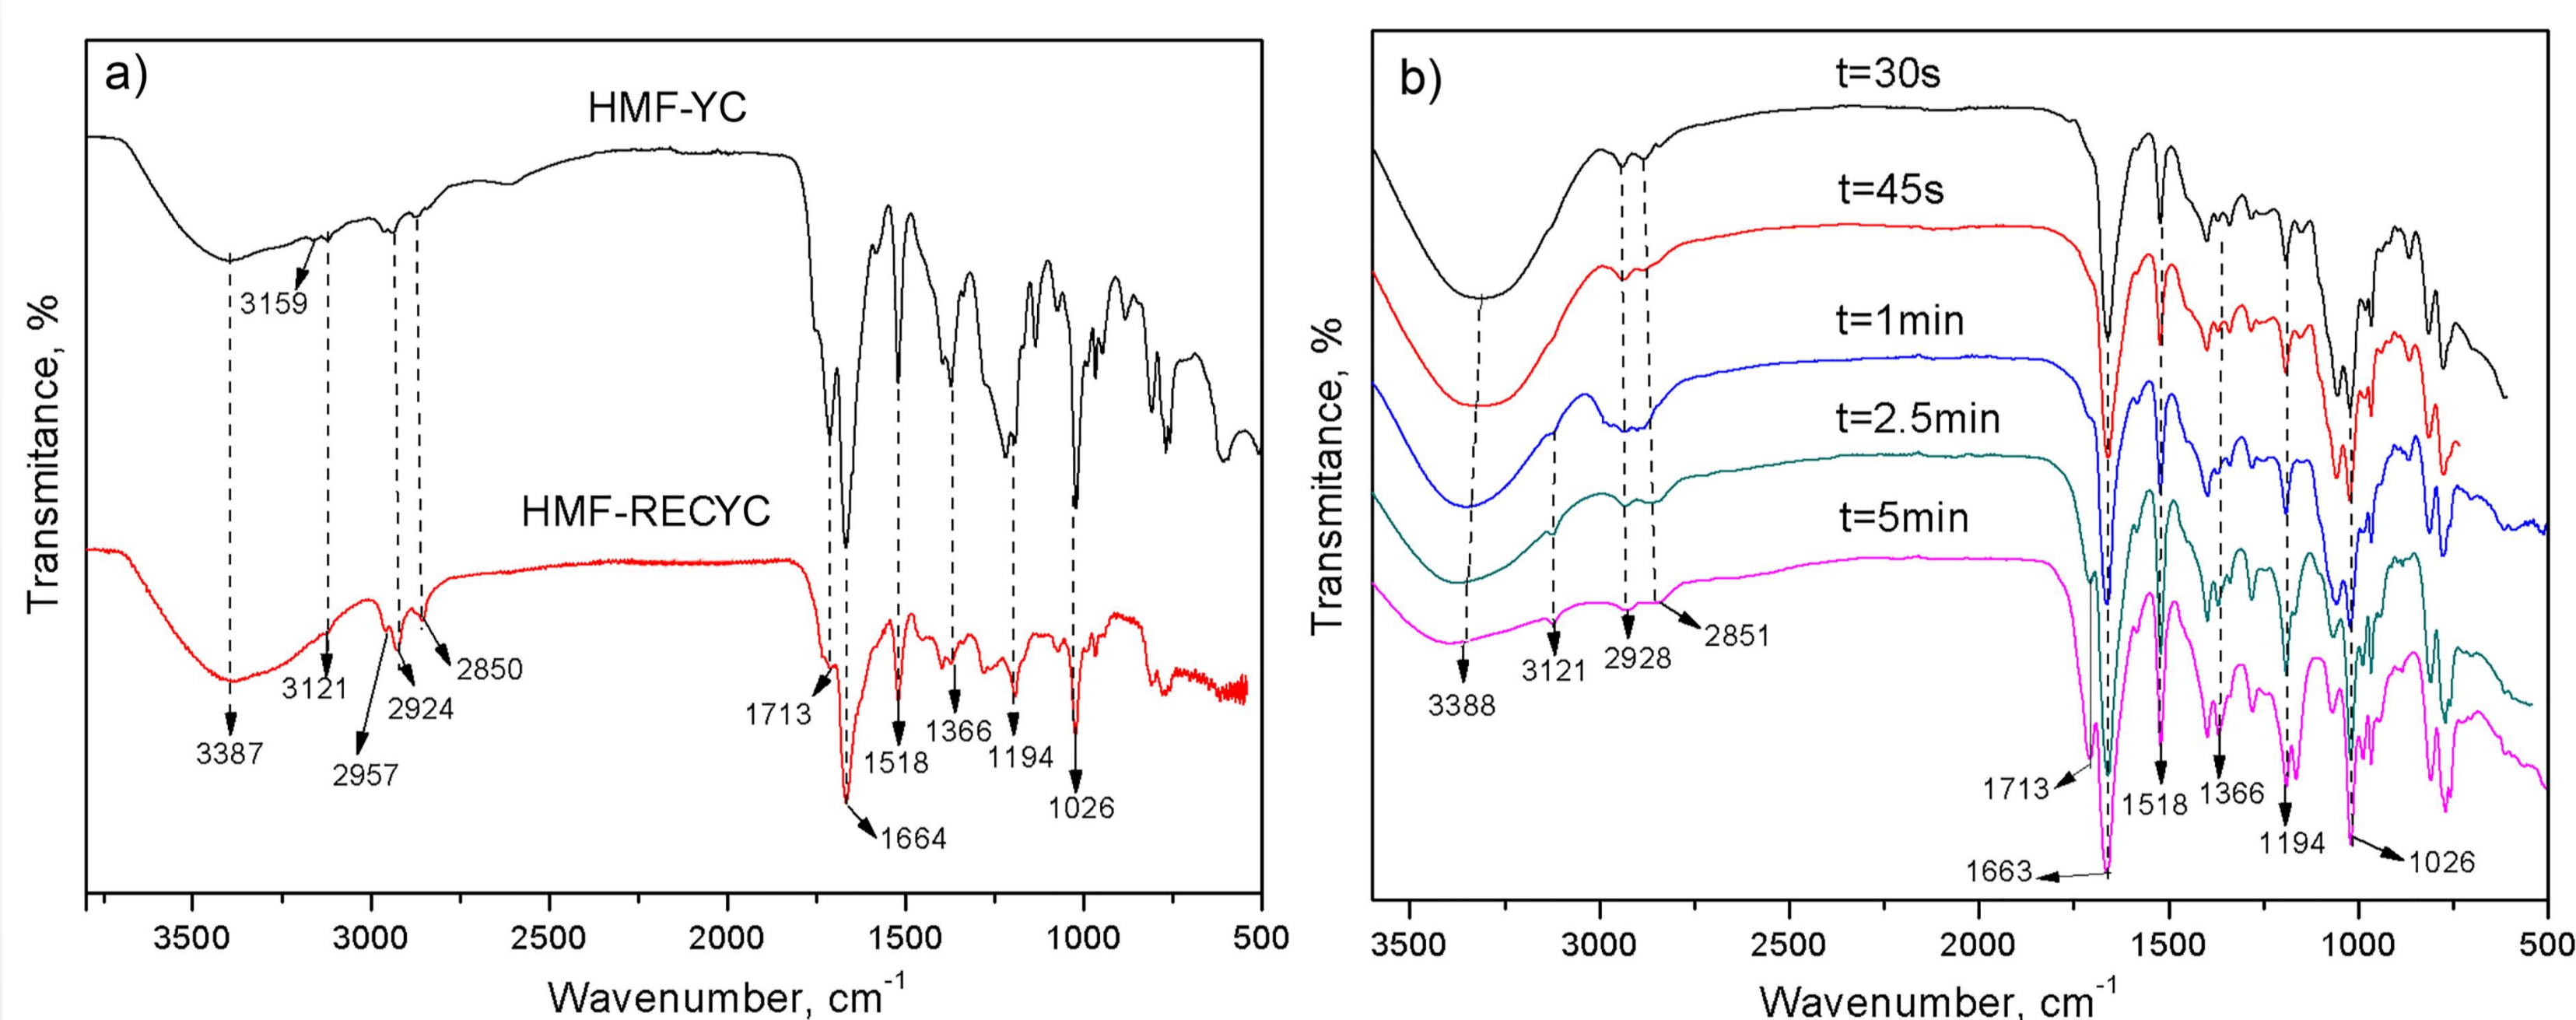 a)
HMF-YC
3159
HMF-RECYC
3387
3121
2957
2924
2850
1713
1664
1518
1366
1194
1026
Transmitance, %
3500 3000 2500 2000 1500 1000 500
Wavenumber, cm-1
b)
t=30s
t=45s
t=1min
t=2.5min
t=5min
3388
3121
2928
2851
1713
1663
1518
1366
1194
1026
Transmitance, %
3500 3000 2500 2000 1500 1000 500
Wavenumber, cm-1